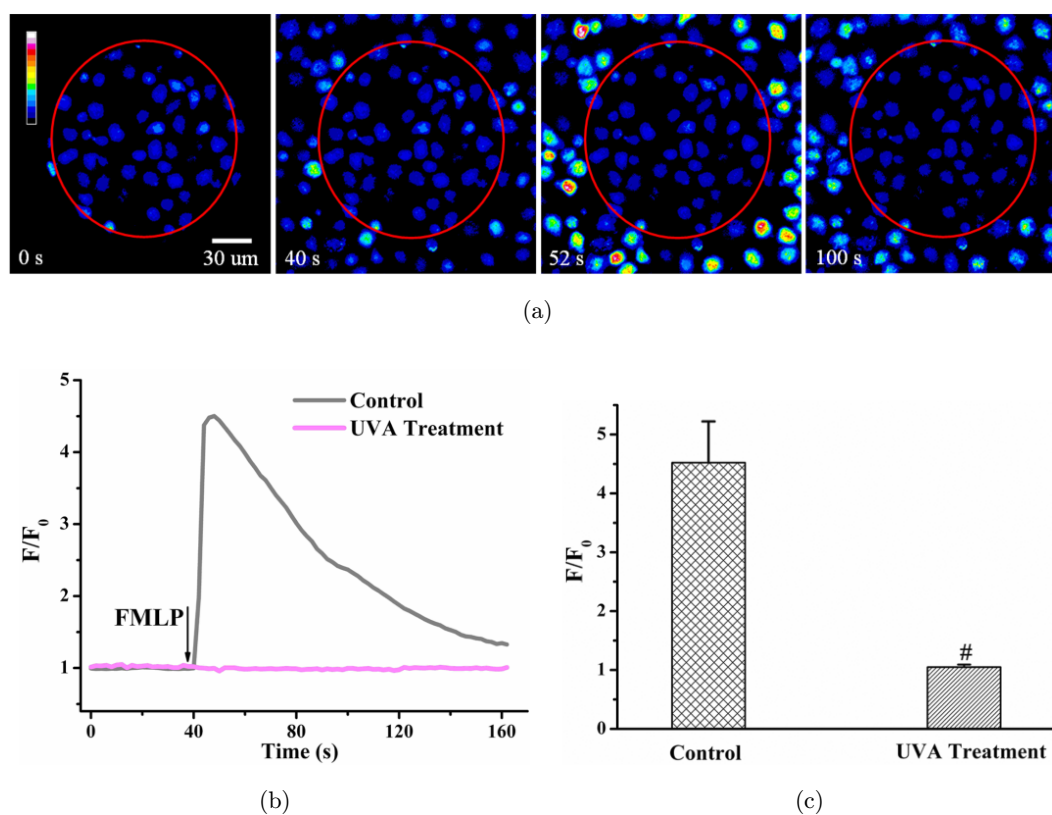 0 s
30 um
40 s
52 s
100 s
(a)
5
4
3
2
1
F/F0
Control
UVA Treatment
FMLP
0
40
80
120
160
Time (s)
(b)
5
4
3
2
1
0
F/F0
#
Control
UVA Treatment
(c)